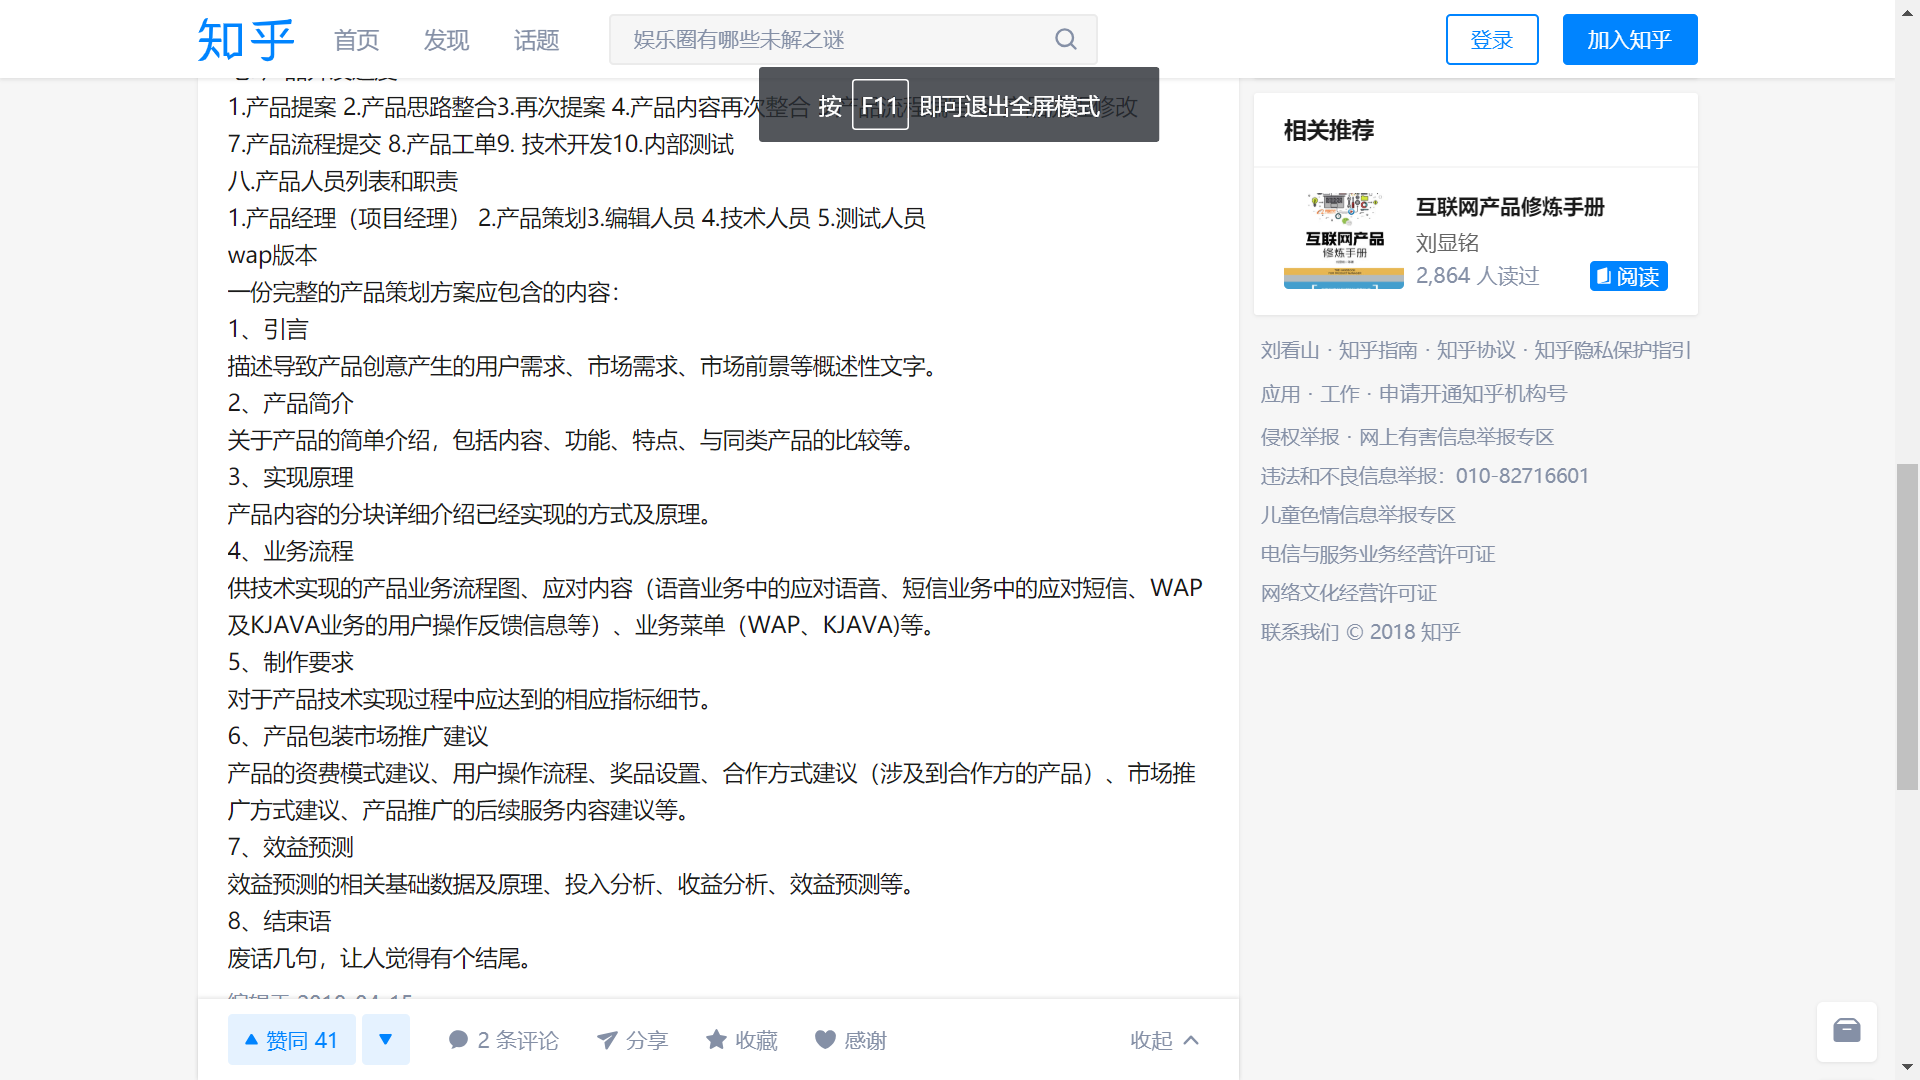 知乎 首页 发现 话题 娱乐圈有哪些未解之谜 登录 加入知乎
按 F11 即可退出全屏模式
1.产品提案 2.产品思路整合3.再次提案 4.产品内容再次整合 修改
7.产品流程提交 8.产品工单9. 技术开发10.内部测试
八.产品人员列表和职责
1.产品经理（项目经理） 2.产品策划3.编辑人员 4.技术人员 5.测试人员
wap版本
一份完整的产品策划方案应包含的内容：
1、引言
描述导致产品创意产生的用户需求、市场需求、市场前景等概述性文字。
2、产品简介
关于产品的简单介绍，包括内容、功能、特点、与同类产品的比较等。
3、实现原理
产品内容的分块详细介绍已经实现的方式及原理。
4、业务流程
供技术实现的产品业务流程图、应对内容（语音业务中的应对语音、短信业务中的应对短信、WAP
及KJAVA业务的用户操作反馈信息等）、业务菜单（WAP、KJAVA)等。
5、制作要求
对于产品技术实现过程中应达到的相应指标细节。
6、产品包装市场推广建议
产品的资费模式建议、用户操作流程、奖品设置、合作方式建议（涉及到合作方的产品）、市场推
广方式建议、产品推广的后续服务内容建议等。
7、效益预测
效益预测的相关基础数据及原理、投入分析、收益分析、效益预测等。
8、结束语
废话几句，让人觉得有个结尾。
赞同 41 2 条评论 分享 收藏 感谢 收起
相关推荐
互联网产品
修炼手册
互联网产品修炼手册
刘显铭
2,864 人读过 阅读
刘看山 · 知乎指南 · 知乎协议 · 知乎隐私保护指引
应用 · 工作 · 申请开通知乎机构号
侵权举报 · 网上有害信息举报专区
违法和不良信息举报：010-82716601
儿童色情信息举报专区
电信与服务业务经营许可证
网络文化经营许可证
联系我们 © 2018 知乎